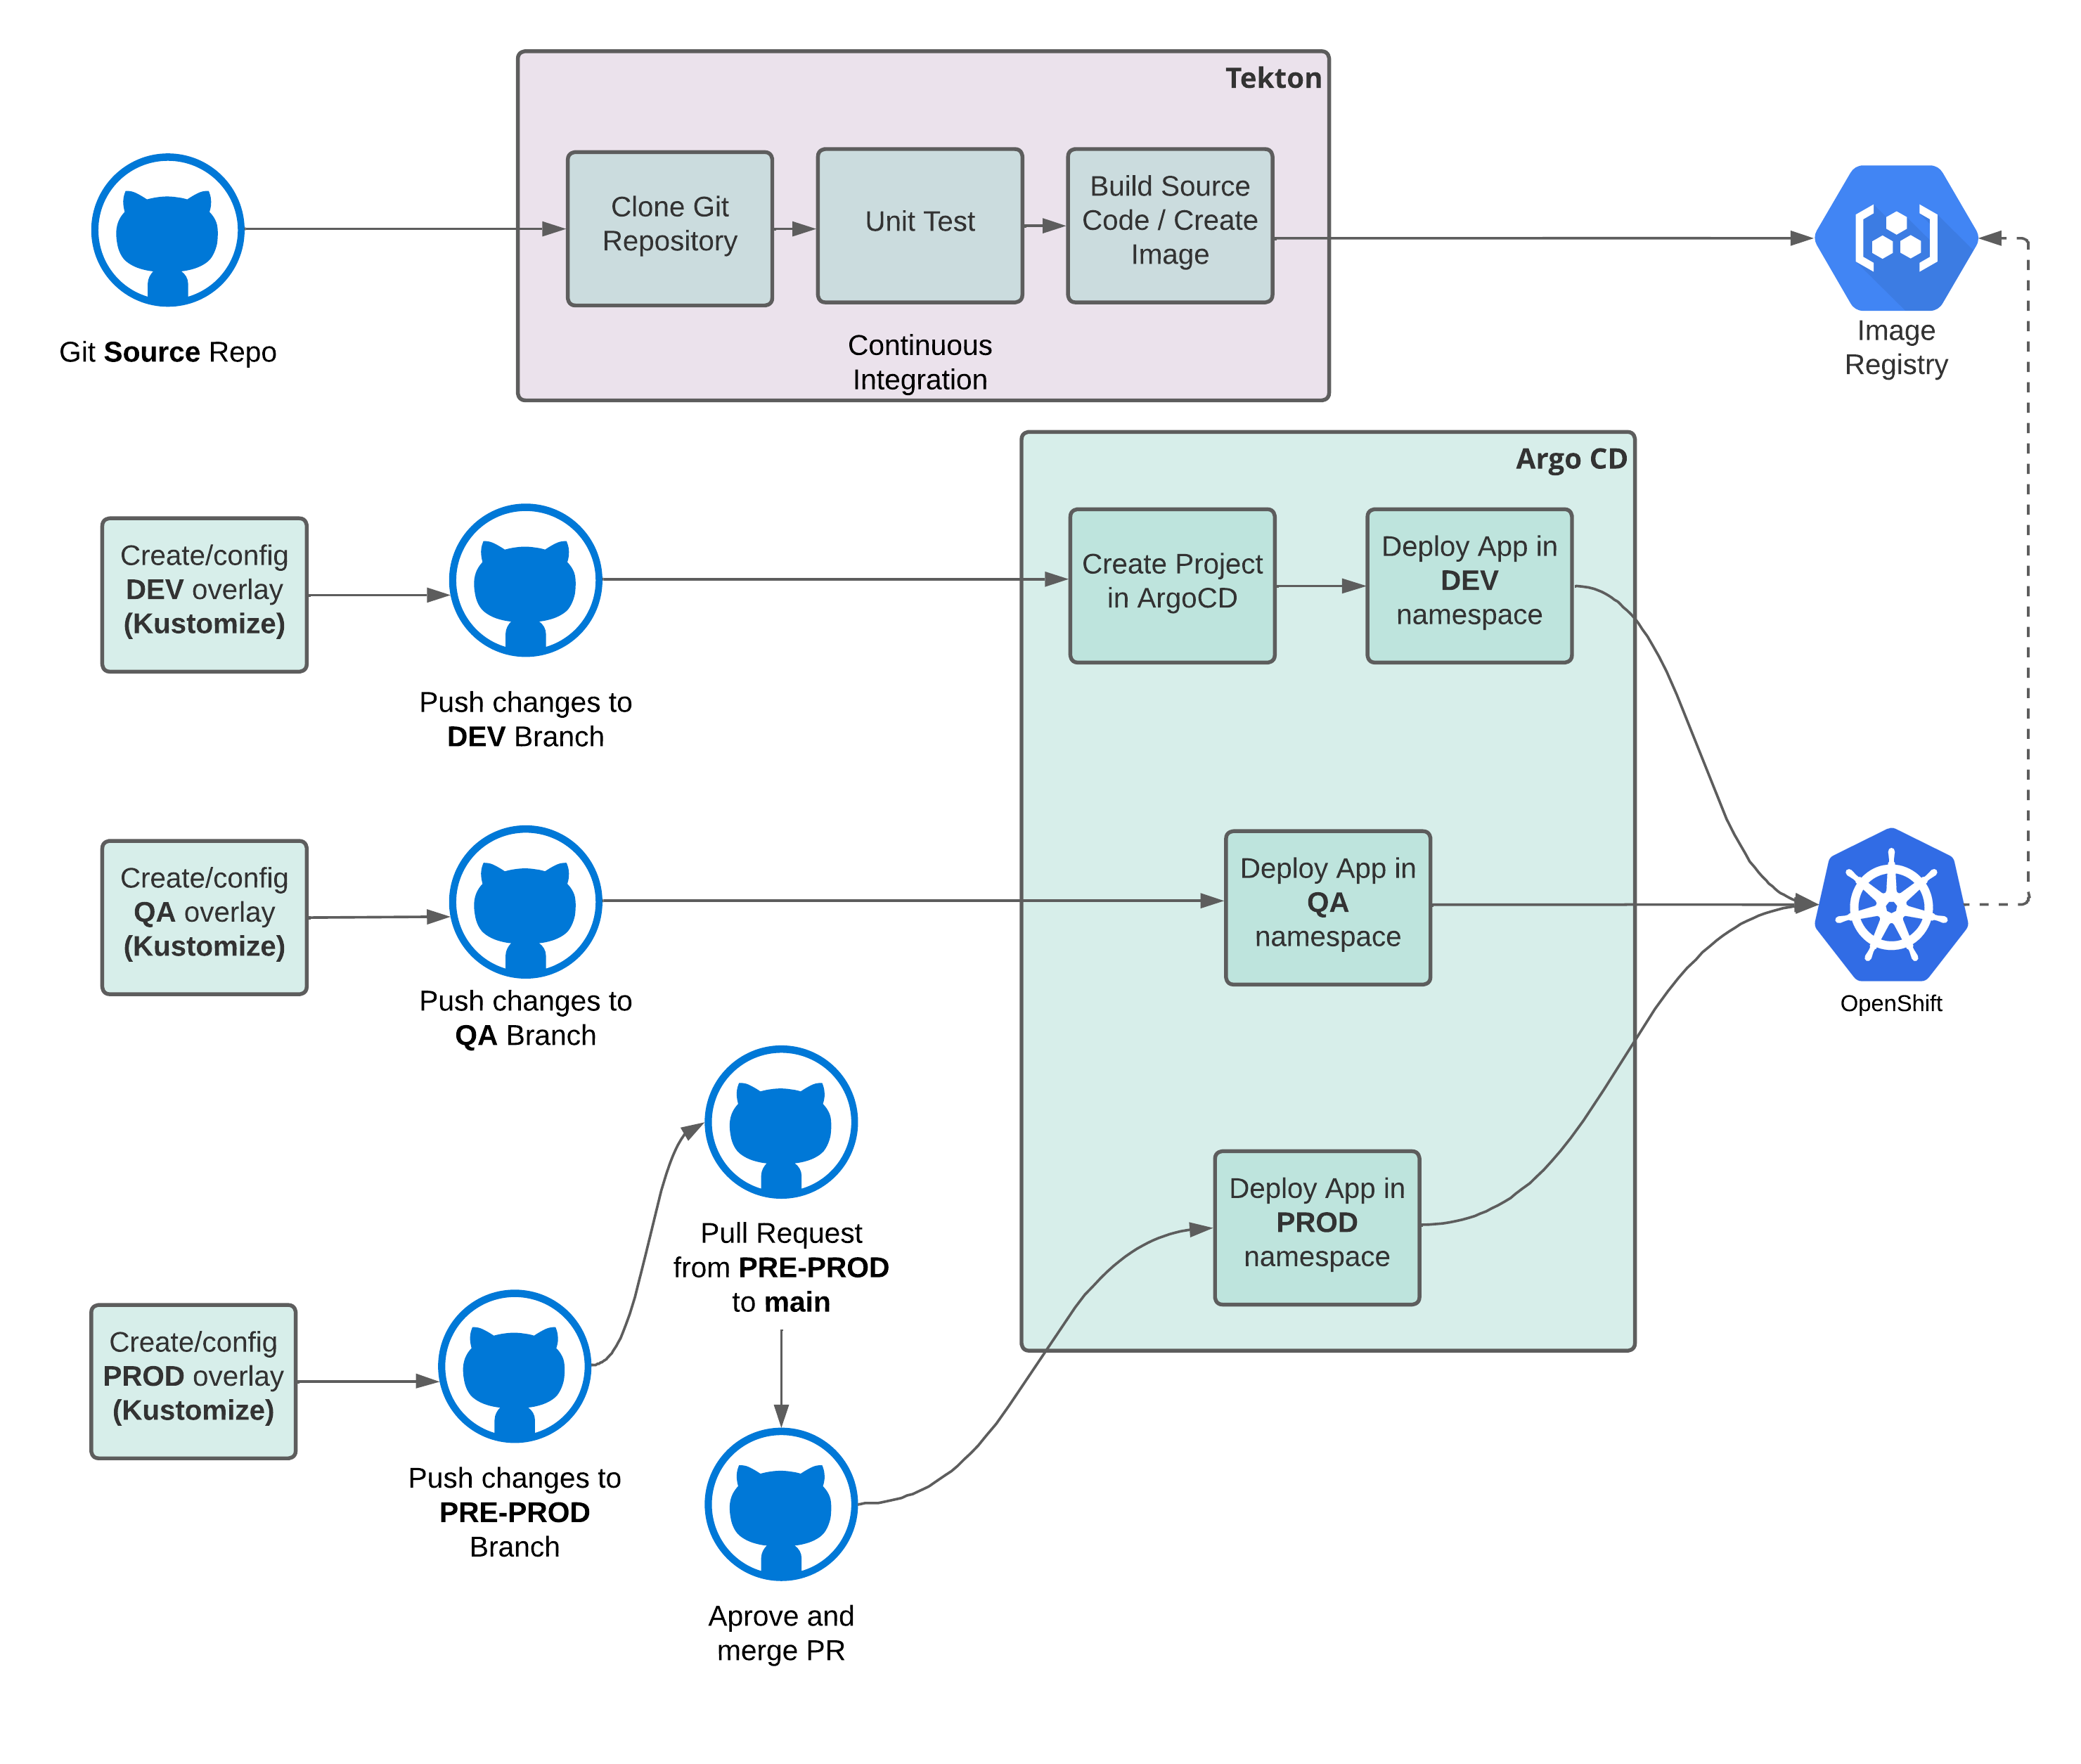 Tekton
Clone Git
Repository
Unit Test
Build Source
Code / Create
Image
Git Source Repo
Continuous
Integration
Image
Registry
Argo CD
Create/config
DEV overlay
(Kustomize)
Push changes to
DEV Branch
Create Project
in ArgoCD
Deploy App in
DEV
namespace
Create/config
QA overlay
(Kustomize)
Push changes to
QA Branch
Deploy App in
QA
namespace
OpenShift
Create/config
PROD overlay
(Kustomize)
Push changes to
PRE-PROD
Branch
Pull Request
from PRE-PROD
to main
Aprove and
merge PR
Deploy App in
PROD
namespace